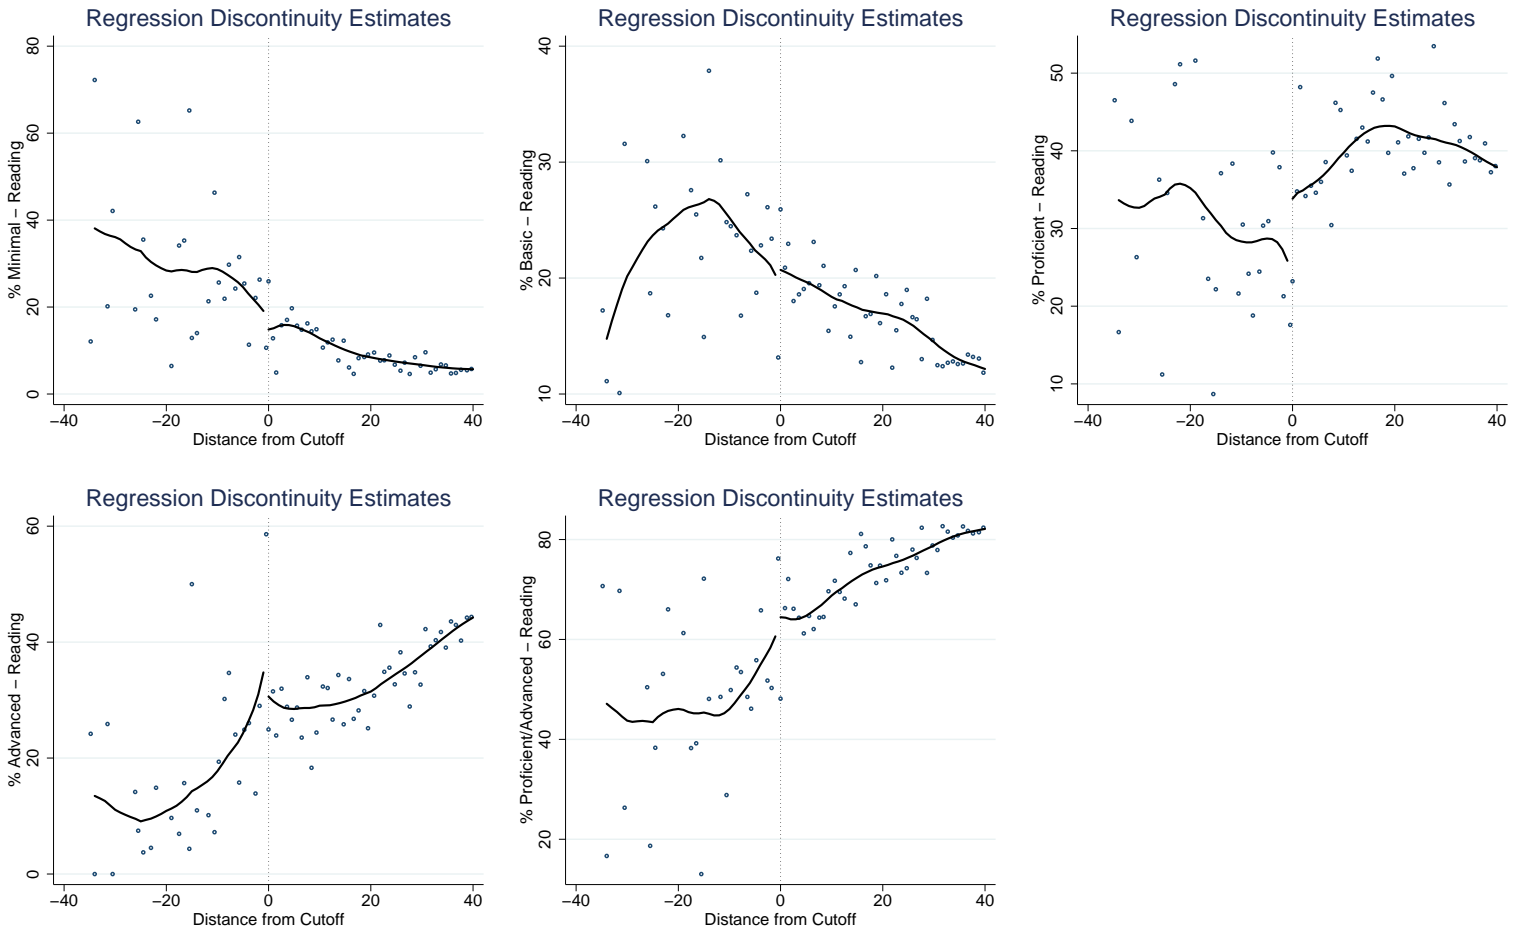 Regression Discontinuity Estimates
% Minimal – Reading
80
60
40
20
0
−40 −20 0 20 40
Distance from Cutoff
Regression Discontinuity Estimates
% Basic – Reading
40
30
20
10
−40 −20 0 20 40
Distance from Cutoff
Regression Discontinuity Estimates
% Proficient – Reading
50
40
30
20
10
−40 −20 0 20 40
Distance from Cutoff
Regression Discontinuity Estimates
% Advanced – Reading
60
40
20
0
−40 −20 0 20 40
Distance from Cutoff
Regression Discontinuity Estimates
% Proficient/Advanced – Reading
80
60
40
20
−40 −20 0 20 40
Distance from Cutoff